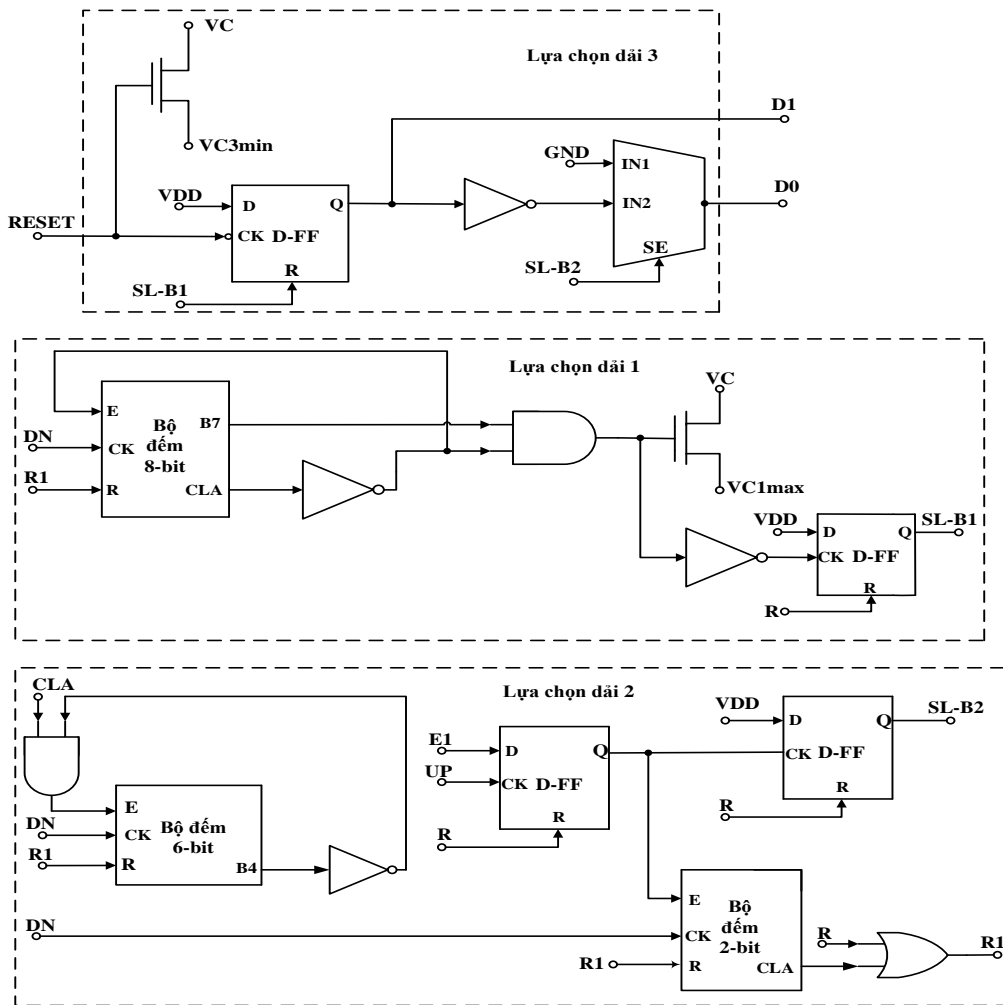 VC
Lựa chọn dải 3
D1
VC3min
GND
IN1
VDD
D0
D
Q
IN2
RESET
CK D-FF
SE
R
SL-B2
SL-B1
Lựa chọn dải 1
VC
E
B7
DN
Bộ
đếm
8-bit
CK
R1
R
CLA
VC1max
VDD
SL-B1
D
Q
CK D-FF
R
R
CLA
Lựa chọn dải 2
VDD
SL-B2
D
Q
E1
D
Q
CK D-FF
UP
CK D-FF
E
R
R
DN
CK
Bộ đếm
6-bit
R
R
R1
R
B4
E
Bộ
đếm
2-bit
DN
CK
R
R1
R1
R
CLA